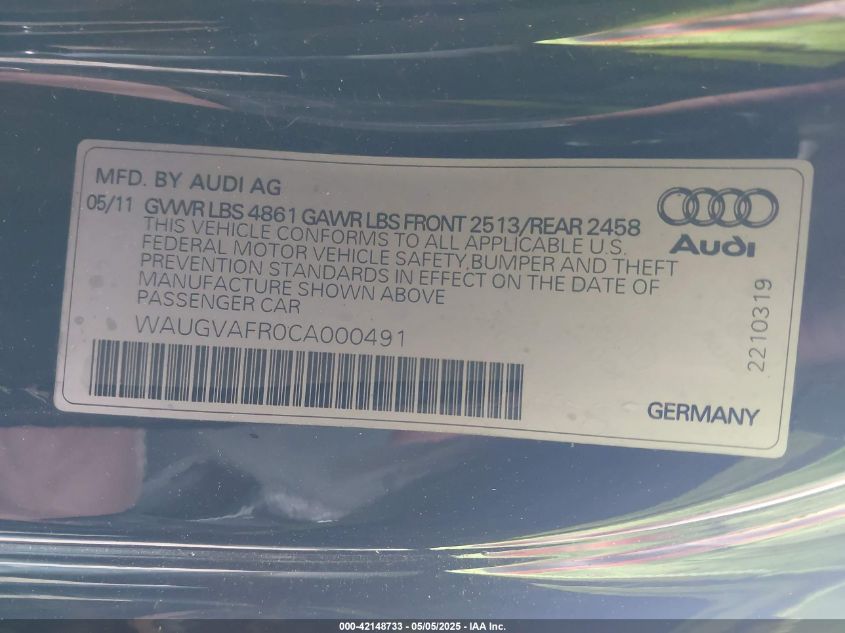 MFD. BY AUDI AG
05/11 GVWR LBS 4861 GAWR LBS FRONT 2513/REAR 2458
THIS VEHICLE CONFORMS TO ALL APPLICABLE U.S.
FEDERAL MOTOR VEHICLE SAFETY,BUMPER AND THEFT
PREVENTION STANDARDS IN EFFECT ON THE DATE OF
MANUFACTURE SHOWN ABOVE
PASSENGER CAR
WAUGVAFR0CA000491
Audi
2210319
GERMANY
000-42148733 - 05/05/2025 - IAA Inc.